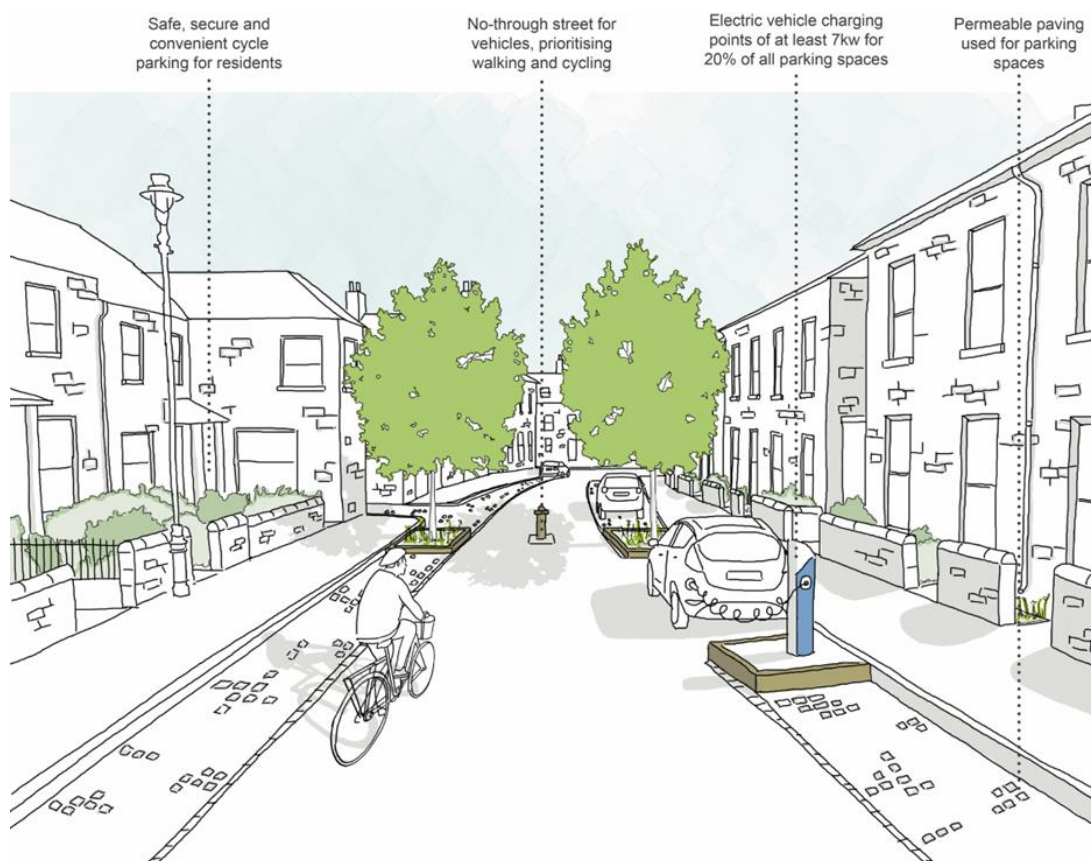 Safe, secure and
convenient cycle
parking for residents
No-through street for
vehicles, prioritising
walking and cycling
Electric vehicle charging
points of at least 7kw for
20% of all parking spaces
Permeable paving
used for parking
spaces